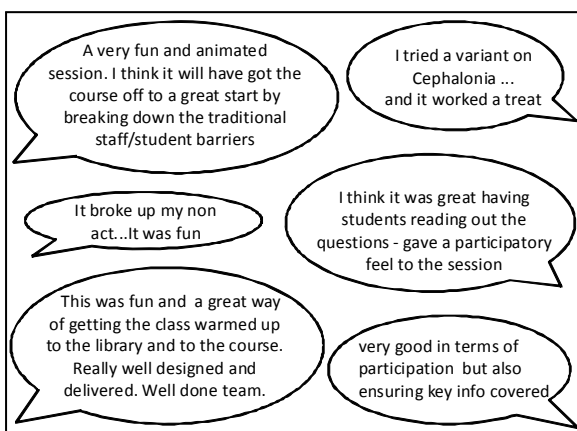 A very fun and animated
session. I think it will have got the
course off to a great start by
breaking down the traditional
staff/student barriers
I tried a variant on
Cephalonia ...
and it worked a treat
It broke up my non
act...It was fun
I think it was great having
students reading out the
questions - gave a participatory
feel to the session
This was fun and a great way
of getting the class warmed up
to the library and to the course.
Really well designed and
delivered. Well done team.
very good in terms of
participation but also
ensuring key info covered